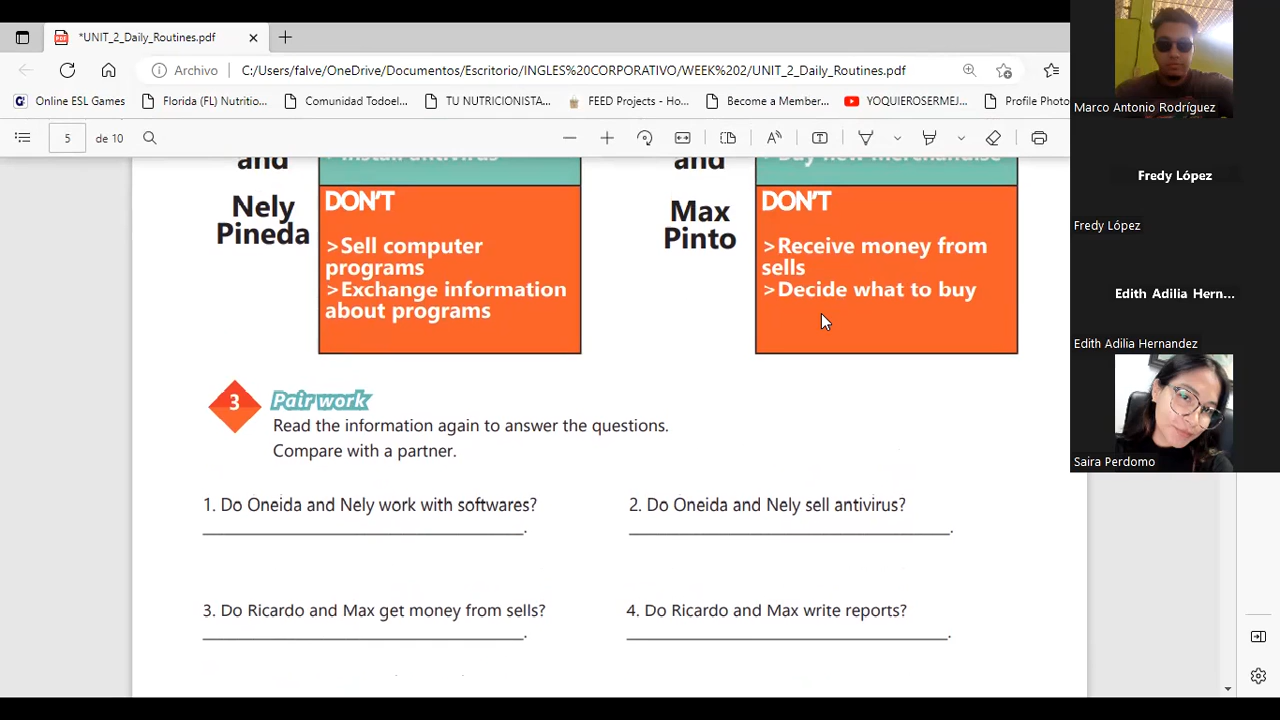 *UNIT_2_Daily_Routines.pdf
Archivo
C:/Users/falve/OneDrive/Documentos/Escritorio/INGLES%20CORPORATIVO/WEEK%202/UNIT_2_Daily_Routines.pdf
Online ESL Games
Florida (FL) Nutritio...
Comunidad Todoel...
TU NUTRICIONISTA...
FEED Projects - Ho...
Become a Member...
YOQUIEROSERMEJ...
Profile Photo
5 de 10
and
>Install antivirus
Nely
Pineda
DON'T
>Sell computer
programs
>Exchange information
about programs
and
>Buy new merchandise
Max
Pinto
DON'T
>Receive money from
sells
>Decide what to buy
3 Pair work
Read the information again to answer the questions.
Compare with a partner.
1. Do Oneida and Nely work with softwares?
2. Do Oneida and Nely sell antivirus?
3. Do Ricardo and Max get money from sells?
4. Do Ricardo and Max write reports?
Marco Antonio Rodríguez
Fredy López
Fredy López
Edith Adilia Hern...
Edith Adilia Hernandez
Saira Perdomo